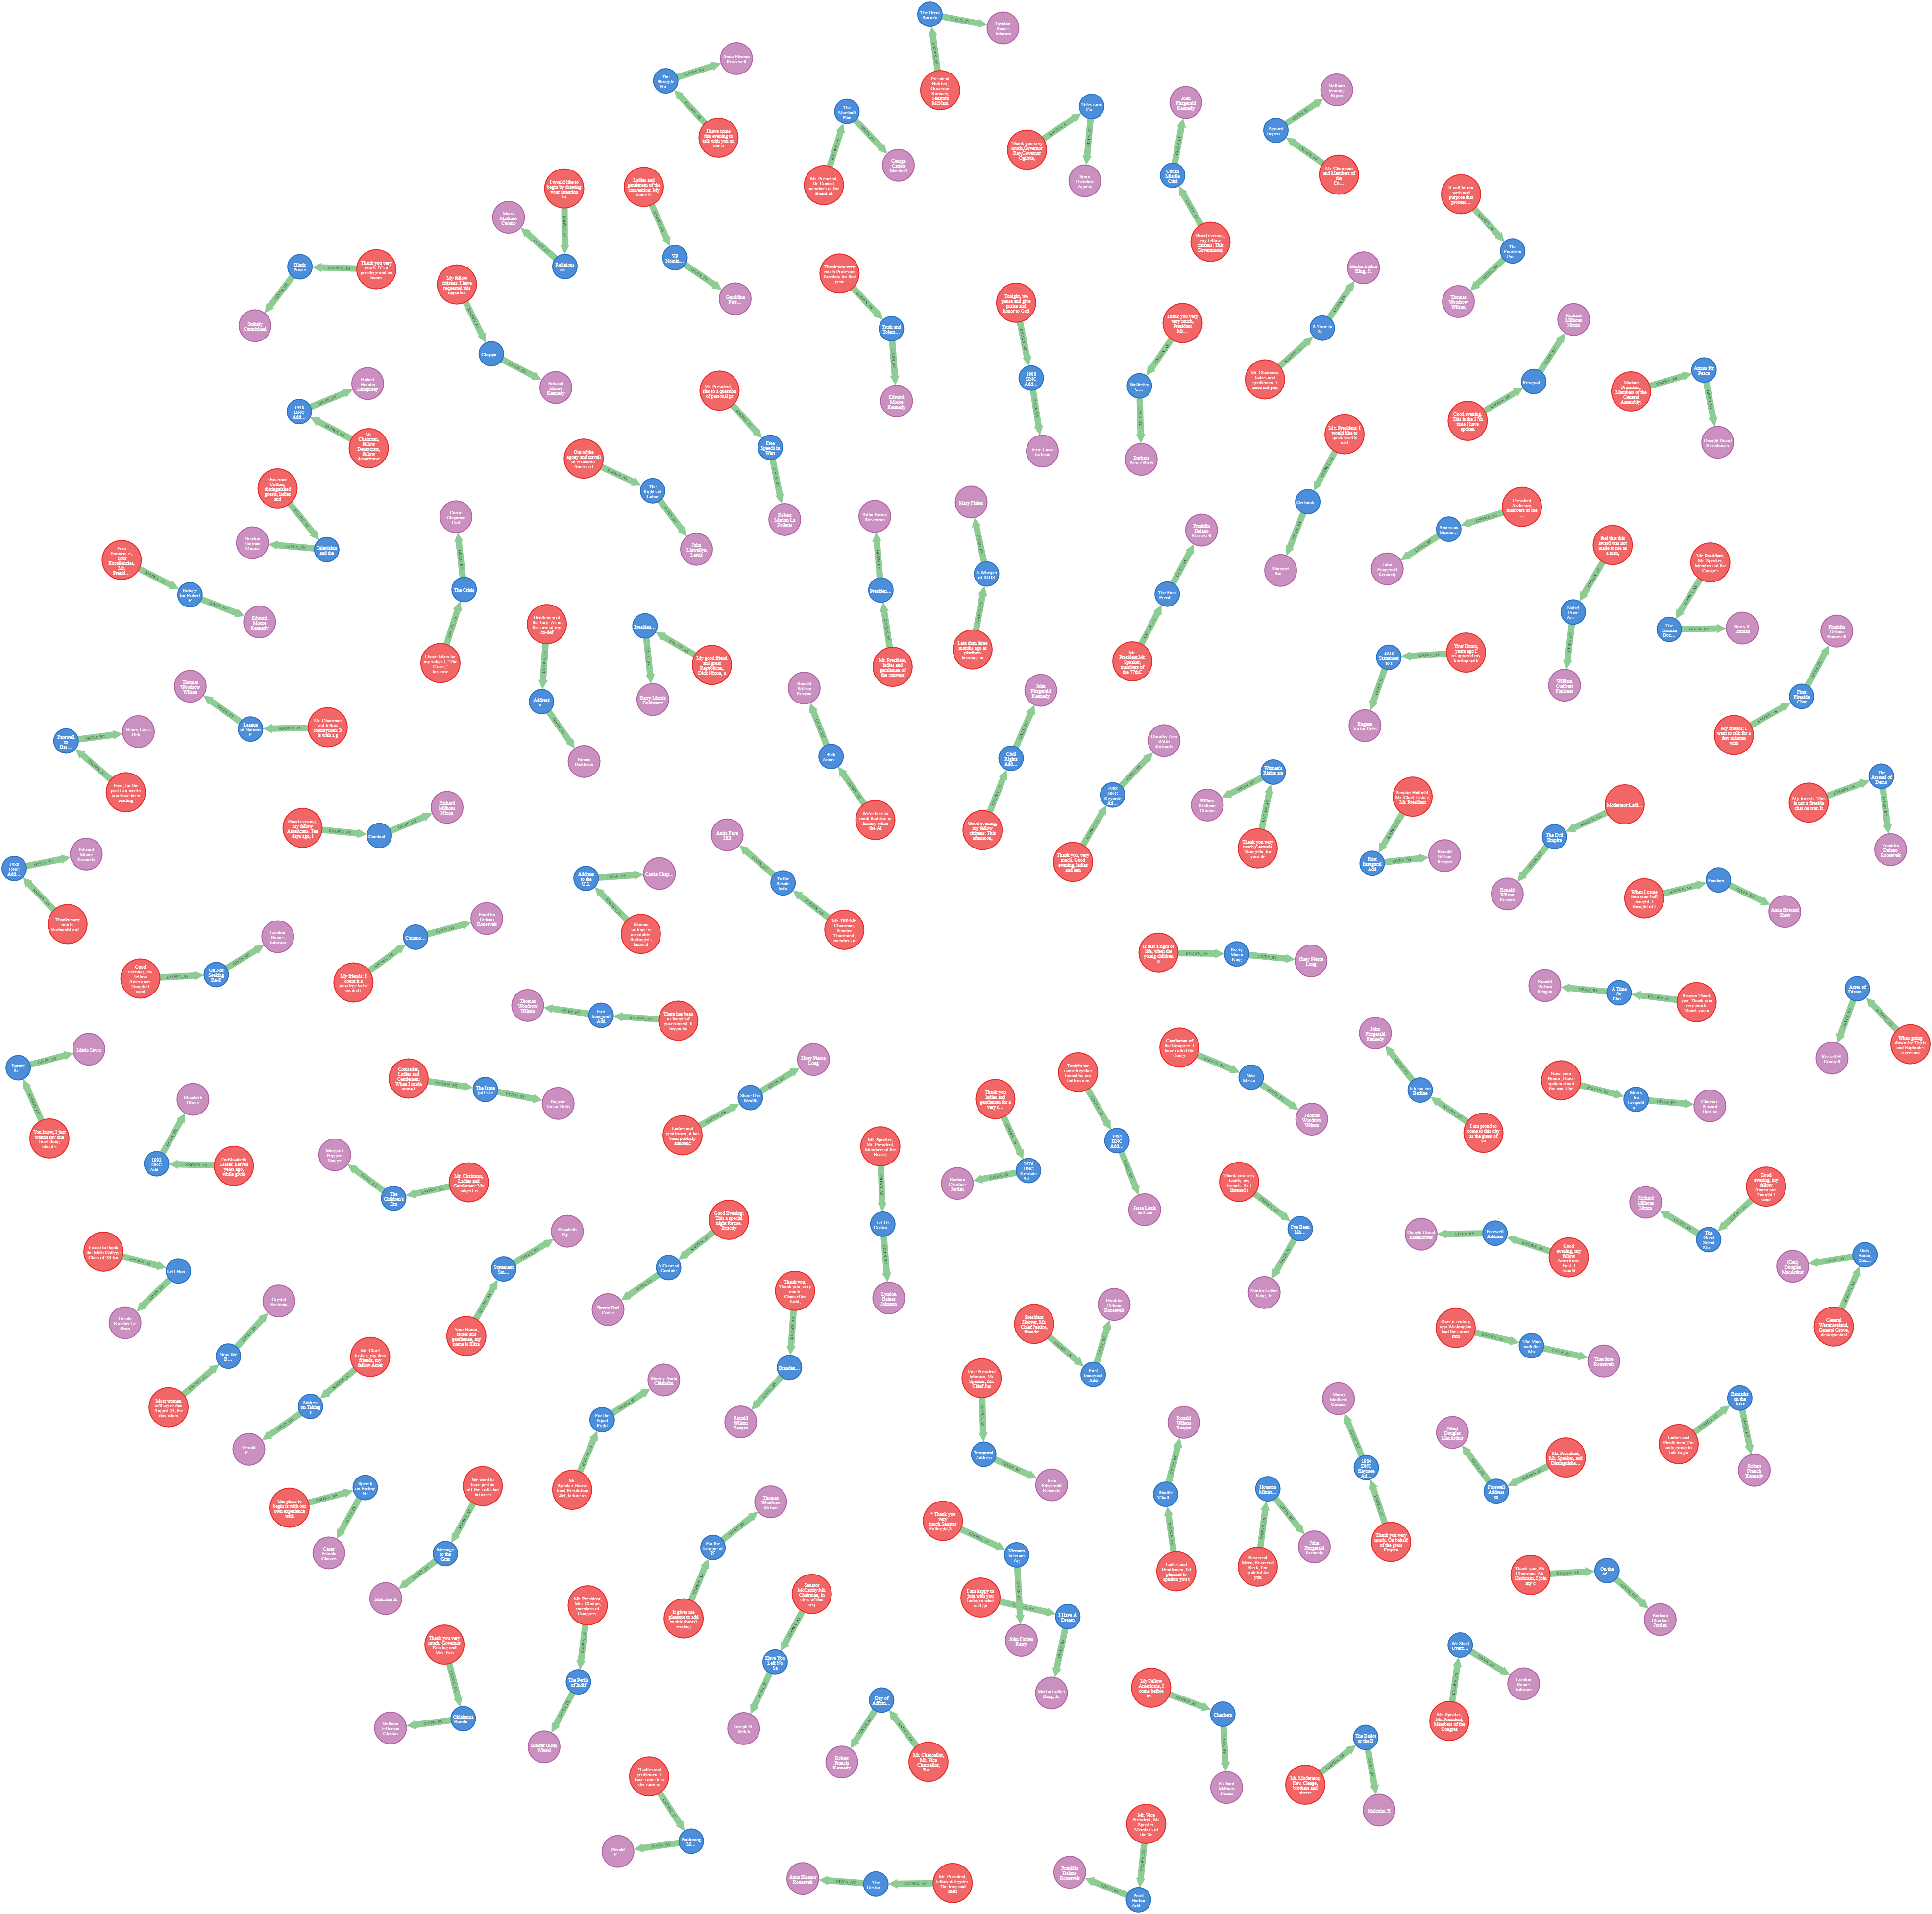 The Great
Society
Lyndon
Baines
Johnson
President
Hatcher,
Governor
Romney,
Senators
McNam
Anna Eleanor
Roosevelt
The
Struggle
Hu…
I have come
this evening to
talk with you on
one o
The
Marshall
Plan
George
Catlett
Marshall
Mr. President,
Dr. Conant,
members of the
Board of
Television
Co…
Thank you very
much,Governor
Ray,Governor
Ogilvie,
Spiro
Theodore
Agnew
John
Fitzgerald
Kennedy
Cuban
Missile
Crisi
Good evening,
my fellow
citizens: This
Government,
William
Jennings
Bryan
Against
Imperi…
Mr. Chairman
and Members of
the
Co…
I would like to
begin by drawing
your attention
to
Mario
Matthew
Cuomo
Religious
as…
Ladies and
gentlemen of the
convention: My
name is
VP
Nomin…
Geraldine
Ferr…
It will be our
wish and
purpose that
process…
The
Fourteen
Poi…
Thomas
Woodrow
Wilson
Black
Power
Thank you very
much. It's a
privilege and an
honor
Stokely
Carmichael
My fellow
citizens: I have
requested this
opportun
Chappa…
Edward
Moore
Kennedy
Thank you very
much Professor
Kombay for that
gene
Truth and
Tolera…
Edward
Moore
Kennedy
Tonight, we
pause and give
praise and
honor to God
1988
DNC
Add…
Jesse Louis
Jackson
Thank you very,
very much,
President
Mr…
Wellesley
C…
Barbara
Pierce Bush
Martin Luther
King, Jr.
A Time to
Br…
Mr. Chairman,
ladies and
gentlemen: I
need not pau
Richard
Milhous
Nixon
Resignat…
Good evening.
This is the 37th
time I have
spoken
Atoms for
Peace
Madam
President,
Members of the
General
Assembly
Dwight David
Eisenhower
Hubert
Horatio
Humphrey
1948
DNC
Add…
Mr.
Chairman,
fellow
Democrats,
fellow
Americans:
Mr. President, I
rise to a question
of personal pr
Free
Speech in
Wart
Robert
Marion La
Follette
Out of the
agony and travail
of economic
America t
The
Rights of
Labor
John
Llewellyn
Lewis
Governor
Collins,
distinguished
guests, ladies
and
Television
and the
Newton
Norman
Minow
Your
Eminences,
Your
Excellencies,
Mr.
Presid…
Eulogy
for Robert
F
Edward
Moore
Kennedy
Carrie
Chapman
Catt
The Crisis
I have taken for
my subject, "The
Crisis,"
because
Adlai Ewing
Stevenson
Presiden…
Mr. President,
ladies and
gentlemen of
the convent
Mary Fisher
A Whisper
of AIDS
Less than three
months ago at
platform
hearings in
Franklin
Delano
Roosevelt
The Four
Freed…
Mr.
President,Mr.
Speaker,
members of
the 77thC
Mr. President: I
would like to
speak briefly
and
Declarati…
Margaret
Sm…
President
Anderson,
members of the
…
American
Univer…
John
Fitzgerald
Kennedy
feel that this
award was not
made to me as
a man,
Nobel
Prize
Acc…
William
Cuthbert
Faulkner
Mr. President,
Mr. Speaker,
Members of the
Congres
The
Truman
Doc…
Harry S.
Truman
Your Honor,
years ago I
recognized my
kinship with
1918
Statement
to t
Eugene
Victor Debs
Franklin
Delano
Roosevelt
First
Fireside
Chat
My friends: I
want to talk for a
few minutes
with
Gentlemen of
the Jury: As in
the case of my
co-def
Address
Ju…
Emma
Goldman
Presiden…
My good friend
and great
Republican,
Dick Nixon, a
Barry Morris
Goldwater
Thomas
Woodrow
Wilson
League
of Nations
F
Mr. Chairman
and fellow
countrymen: It
is with a g
Farewell
to
Bas…
Henry Louis
Geh…
Fans, for the
past two weeks
you have been
reading
Ronald
Wilson
Reagan
40th
Anniv…
We're here to
mark that day in
history when
the Al
John
Fitzgerald
Kennedy
Civil
Rights
Add…
Good evening,
my fellow
citizens: This
afternoon,
Dorothy Ann
Willis
Richards
1988
DNC
Keynote
Ad…
Thank you, very
much. Good
evening, ladies
and gen
Women's
Rights are
Hillary
Rodham
Clinton
Thank you very
much,Gertrude
Mongella, for
your de
Senator Hatfield,
Mr. Chief Justice,
Mr. President
First
Inaugural
Add
Ronald
Wilson
Reagan
The Evil
Empire
Ronald
Wilson
Reagan
My friends: This
is not a fireside
chat on war. It
The
Arsenal of
Demo
Franklin
Delano
Roosevelt
Good evening,
my fellow
Americans. Ten
days ago, i
Cambod…
Richard
Milhous
Nixon
1980
DNC
Add…
Edward
Moore
Kennedy
Thanks very
much,
BarbaraMikul…
Address
to the
U.S.
Carrie Chap…
Woman
suffrage is
inevitable.
Suffragists
knew it
Anita Faye
Hill
To the
Senate
Judic
Ms. Hill:Mr.
Chairman,
Senator
Thurmond,
members o
When I came
into your hall
tonight, I
thought of t
Fundam…
Anna Howard
Shaw
Franklin
Delano
Roosevelt
Comm…
My friends: I
count it a
privilege to be
invited t
Lyndon
Baines
Johnson
On Not
Seeking
Re-E
Good
evening, my
fellow
Americans:
Tonight I
want
Is that a right of
life, when the
young children
o
Every
Man a
King
Huey Pierce
Long
Ronald
Wilson
Reagan
A Time
for
Cho…
Reagan:Thank
you. Thank you
very much.
Thank you a
Acres of
Diamo…
Russell H.
Conwell
When going
down the Tigris
and Euphrates
rivers ma
Thomas
Woodrow
Wilson
First
Inaugural
Add
There has been
a change of
government. It
began tw
Mario Savio
Sproul
H…
You know, I just
wanna say one
brief thing
about t
Comrades,
Ladies and
Gentlemen:
When I made
some t
The Issue
(off site
Eugene
Victor Debs
Huey Pierce
Long
Share Our
Wealth
Ladies and
gentlemen, it has
been publicly
announc
Gentlemen of
the Congress: I
have called the
Congr
War
Messa…
Thomas
Woodrow
Wilson
John
Fitzgerald
Kennedy
Ich bin ein
Berline
I am proud to
come to this city
as the guest of
yo
Now, your
Honor, I have
spoken about
the war. I be
Mercy
for
Leopold
a…
Clarence
Seward
Darrow
Elizabeth
Glaser
1992
DNC
Add…
I'mElizabeth
Glaser. Eleven
years ago,
while givin
Margaret
Higgins
Sanger
The
Children's
Era
Mr. Chairman,
Ladies and
Gentlemen: My
subject is
Thank you
ladies and
gentlemen for a
very r…
1976
DNC
Keynote
Ad…
Barbara
Charline
Jordan
Tonight we
come together
bound by our
faith in a m
1984
DNC
Add…
Jesse Louis
Jackson
Mr. Speaker,
Mr. President,
Members of the
House,
Let Us
Contin…
Lyndon
Baines
Johnson
Thank you very
kindly, my
friends. As I
listened t
I've Been
Mo…
Martin Luther
King, Jr
Dwight David
Eisenhower
Farewell
Address
Good
evening, my
fellow
Americans.
First, I
should
Richard
Milhous
Nixon
The
Great
Silent
Ma…
Good
evening, my
fellow
Americans.
Tonight I
want
(Gen)
Douglas
MacArthur
Duty,
Honor,
Cou…
General
Westmoreland,
General Grove,
distinguished
I want to thank
the Mills College
Class of '83 for
Left-Han…
Ursula
Kroeber Le
Guin
Elizabeth
Gurley
Fly…
Statement
Smi…
Your Honor,
ladies and
gentlemen, my
name is Eliza
Good Evening:
This a special
night for me.
Exactly
A Crisis of
Confide
Jimmy Earl
Carter
Crystal
Eastman
Now We
B…
Most women
will agree that
August 23, the
day when
Mr. Chief
Justice, my dear
friends, my
fellow Amer
Address
on Taking
t
Gerald
F…
Thank you.
Thank you, very
much,
Chancellor
Kohl,
Branden…
Ronald
Wilson
Reagan
President
Hoover, Mr.
Chief Justice,
friends:…
First
Inaugural
Add
Franklin
Delano
Roosevelt
Over a century
ago Washington
laid the corner
ston
The Man
with the
Mu
Theodore
Roosevelt
Shirley Anita
Chisholm
For the
Equal
Right
Mr.
Speaker,House
Joint Resolution
264, before us
Vice President
Johnson, Mr.
Speaker, Mr.
Chief Jus
Inaugural
Address
John
Fitzgerald
Kennedy
Ronald
Wilson
Reagan
Shuttle
'Chall…
Ladies and
Gentlemen, I'd
planned to
speak to you t
Houston
Minist…
Reverend
Meza, Reverend
Reck, I'm
grateful for
you
John
Fitzgerald
Kennedy
Mario
Matthew
Cuomo
1984
DNC
Keynote
Ad…
Thank you very
much. On behalf
of the great
Empire
(Gen)
Douglas
MacArthur
Farewell
Address
to
Mr. President,
Mr. Speaker, and
Distinguishe…
Remarks
on the
Assa
Ladies and
Gentlemen, I'm
only going to
talk to yo
Robert
Francis
Kennedy
The place to
begin is with our
own experience
with
Speech
on Ending
Hi
Cesar
Estrada
Chavez
We want to
have just an
off-the-cuff chat
between
Message
to the
Gras
Malcolm X
Thomas
Woodrow
Wilson
For the
League of
N
It gives me
pleasure to add
to this formal
reading
* Thank you
very
much,Senator
Fulbright,S…
Vietnam
Veterans
Ag
John Forbes
Kerry
I am happy to
join with you
today in what
will go
I Have A
Dream
Martin Luther
King, Jr.
Senator
McCarthy:Mr.
Chairman, in
view of that
req
Have You
Left No
Se
Joseph N.
Welch
Thank you, Mr.
Chairman. Mr.
Chairman, I join
my c
On the
of…
Barbara
Charline
Jordan
Thank you very
much, Governor
Keating and
Mrs. Kea
Oklahoma
Bomb…
William
Jefferson
Clinton
Mr. President,
Mrs. Clinton,
members of
Congress,
The Perils
of Indif
Eliezer (Elie)
Wiesel
We Shall
Over…
Lyndon
Baines
Johnson
Mr. Speaker,
Mr. President,
Members of the
Congres
Day of
Affirm…
Robert
Francis
Kennedy
Mr. Chancellor,
Mr. Vice
Chancellor,
Pr…
My Fellow
Americans, I
come before
yo…
Checkers
Richard
Milhous
Nixon
The Ballot
or the B
Mr. Moderator,
Rev. Cleage,
brothers and
sisters
Malcolm X
*Ladies and
gentlemen: I
have come to a
decision w
Pardoning
M…
Gerald
F…
Anna Eleanor
Roosevelt
The
Declar…
Mr. President,
fellow delegates:
The long and
meti
Mr. Vice
President, Mr.
Speaker,
Members of
the Se
Pearl
Harbor
Add…
Franklin
Delano
Roosevelt